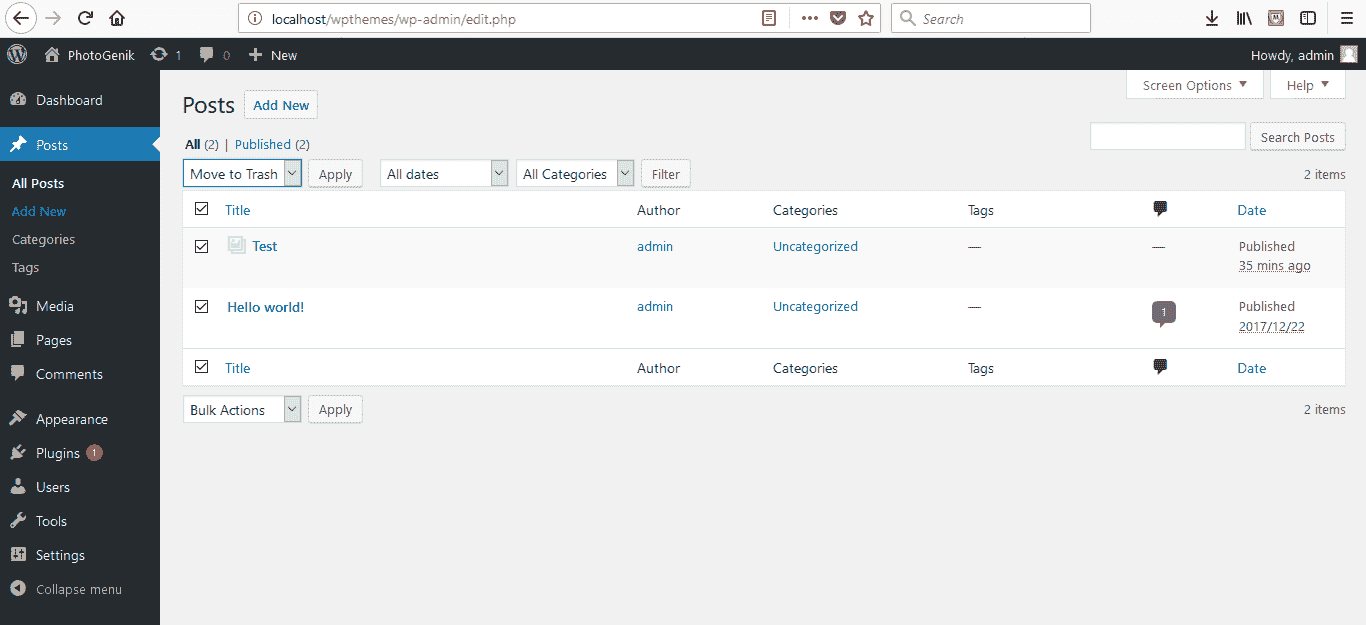 localhost/wpthemes/wp-admin/edit.php
Search
PhotoGenik 1 0 New
Howdy, admin
Screen Options Help
Dashboard
Posts
All Posts
Add New
Categories
Tags
Media
Pages
Comments
Appearance
Plugins 1
Users
Tools
Settings
Collapse menu
Posts Add New
All (2) | Published (2)
Search Posts
Move to Trash Apply All dates All Categories Filter 2 items
Title Author Categories Tags Date
Test admin Uncategorized — — Published
35 mins ago
Hello world! admin Uncategorized — 1 Published
2017/12/22
Title Author Categories Tags Date
Bulk Actions Apply 2 items